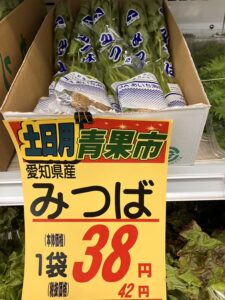 土日月 青果市
愛知県産
みつば
(本体価格)
1袋 38円
(税金価格) 42円